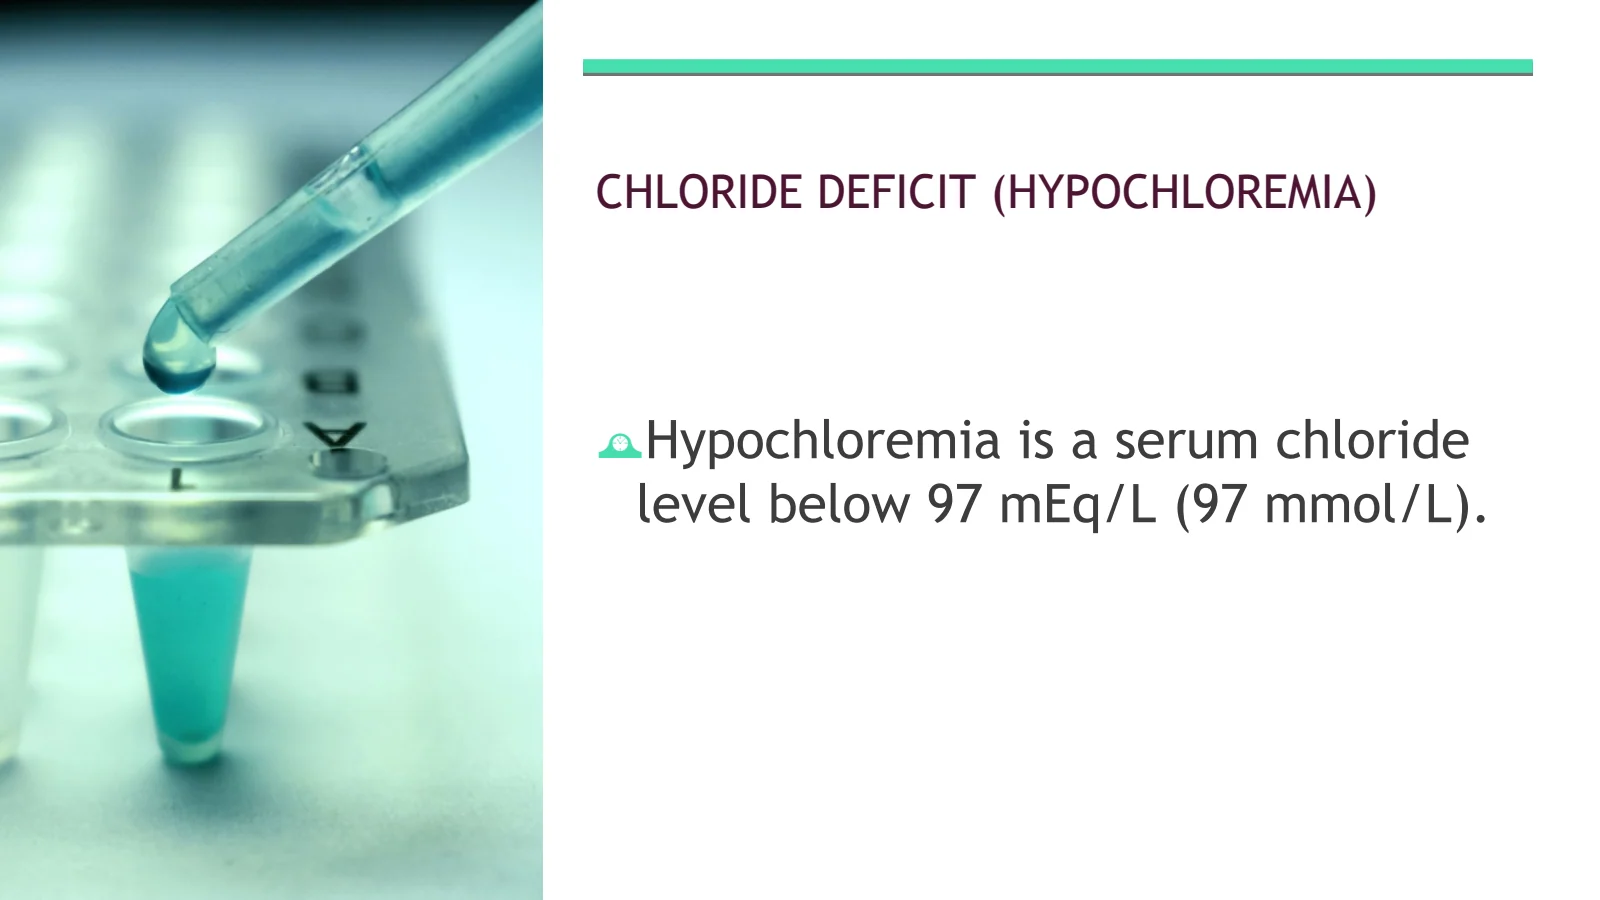 CHLORIDE DEFICIT (HYPOCHLOREMIA)
Hypochloremia is a serum chloride
level below 97 mEq/L (97 mmol/L).
A
B